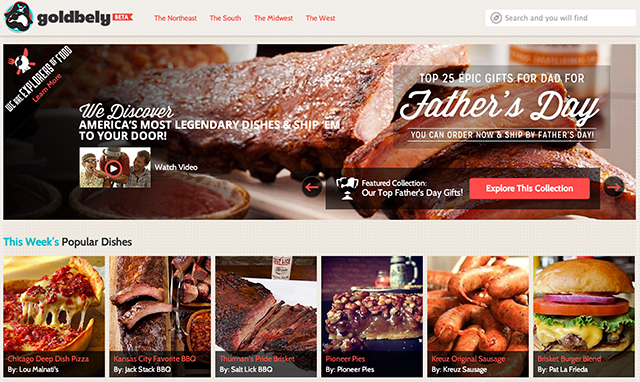 goldbely BETA
The Northeast The South The Midwest The West
Search and you will find
WE ARE EXPLORERS OF FOOD
Learn More
We Discover
AMERICA'S MOST LEGENDARY DISHES & SHIP 'EM
TO YOUR DOOR!
Watch Video
TOP 25 EPIC GIFTS FOR DAD FOR
Father's Day
YOU CAN ORDER NOW & SHIP BY FATHER'S DAY!
Featured Collection:
Our Top Father's Day Gifts!
Explore This Collection
This Week's Popular Dishes
Chicago Deep Dish Pizza
By: Lou Malnati's
Kansas City Favorite BBQ
By: Jack Stack BBQ
Thurman's Pride Brisket
By: Salt Lick BBQ
Pioneer Pies
By: Pioneer Pies
Kreuz Original Sausage
By: Kreuz Sausage
Brisket Burger Blend
By: Pat La Frieda